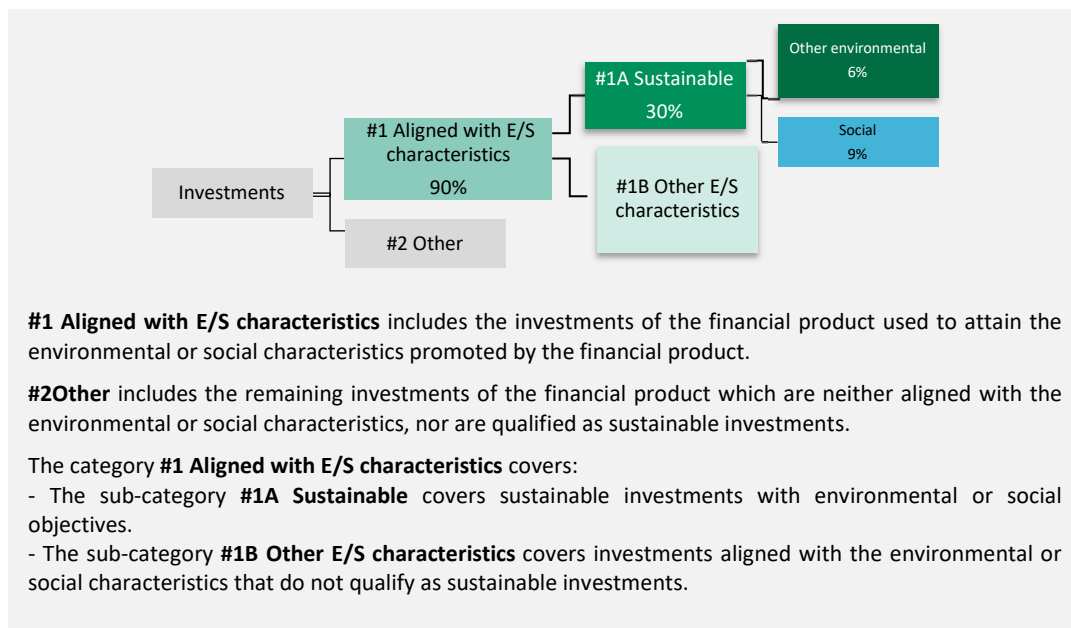 Other environmental
6%
#1A Sustainable
30%
#1 Aligned with E/S
characteristics
90%
Social
9%
Investments
#1B Other E/S
characteristics
#2 Other
#1 Aligned with E/S characteristics includes the investments of the financial product used to attain the
environmental or social characteristics promoted by the financial product.
#2Other includes the remaining investments of the financial product which are neither aligned with the
environmental or social characteristics, nor are qualified as sustainable investments.
The category #1 Aligned with E/S characteristics covers:
- The sub-category #1A Sustainable covers sustainable investments with environmental or social
objectives.
- The sub-category #1B Other E/S characteristics covers investments aligned with the environmental or
social characteristics that do not qualify as sustainable investments.